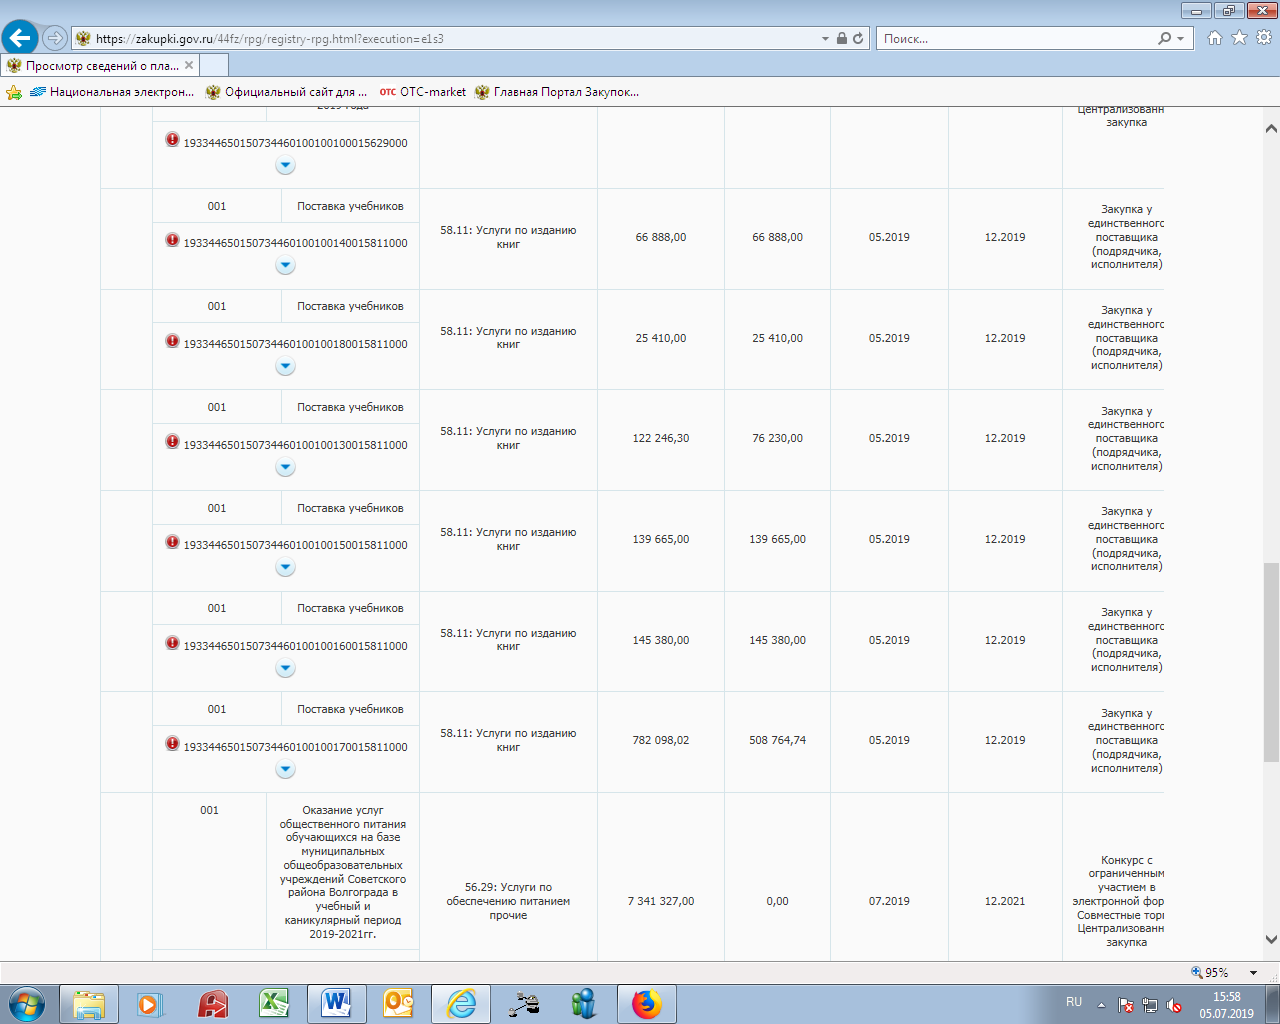 https://zakupki.gov.ru/44fz/rpg/registry-rpg.html?execution=e1s3
Поиск...
Просмотр сведений о пла...
Национальная электрон...
Официальный сайт для ...
ОТС OTC-market
Главная Портал Закупок...
2019 года
Централизованн
закупка
193344650150734460100100100015629000
001
Поставка учебников
193344650150734460100100140015811000
58.11: Услуги по изданию
книг
66 888,00
66 888,00
05.2019
12.2019
Закупка у
единственного
поставщика
(подрядчика,
исполнителя)
001
Поставка учебников
193344650150734460100100180015811000
58.11: Услуги по изданию
книг
25 410,00
25 410,00
05.2019
12.2019
Закупка у
единственного
поставщика
(подрядчика,
исполнителя)
001
Поставка учебников
193344650150734460100100130015811000
58.11: Услуги по изданию
книг
122 246,30
76 230,00
05.2019
12.2019
Закупка у
единственного
поставщика
(подрядчика,
исполнителя)
001
Поставка учебников
193344650150734460100100150015811000
58.11: Услуги по изданию
книг
139 665,00
139 665,00
05.2019
12.2019
Закупка у
единственного
поставщика
(подрядчика,
исполнителя)
001
Поставка учебников
193344650150734460100100160015811000
58.11: Услуги по изданию
книг
145 380,00
145 380,00
05.2019
12.2019
Закупка у
единственного
поставщика
(подрядчика,
исполнителя)
001
Поставка учебников
193344650150734460100100170015811000
58.11: Услуги по изданию
книг
782 098,02
508 764,74
05.2019
12.2019
Закупка у
единственного
поставщика
(подрядчика,
исполнителя)
001
Оказание услуг
общественного питания
обучающихся на базе
муниципальных
общеобразовательных
учреждений Советского
района Волгограда в
учебный и
каникулярный период
2019-2021гг.
56.29: Услуги по
обеспечению питанием
прочие
7 341 327,00
0,00
07.2019
12.2021
Конкурс с
ограниченным
участием в
электронной фор
Совместные торг
Централизованн
закупка
95%
RU
15:58
05.07.2019